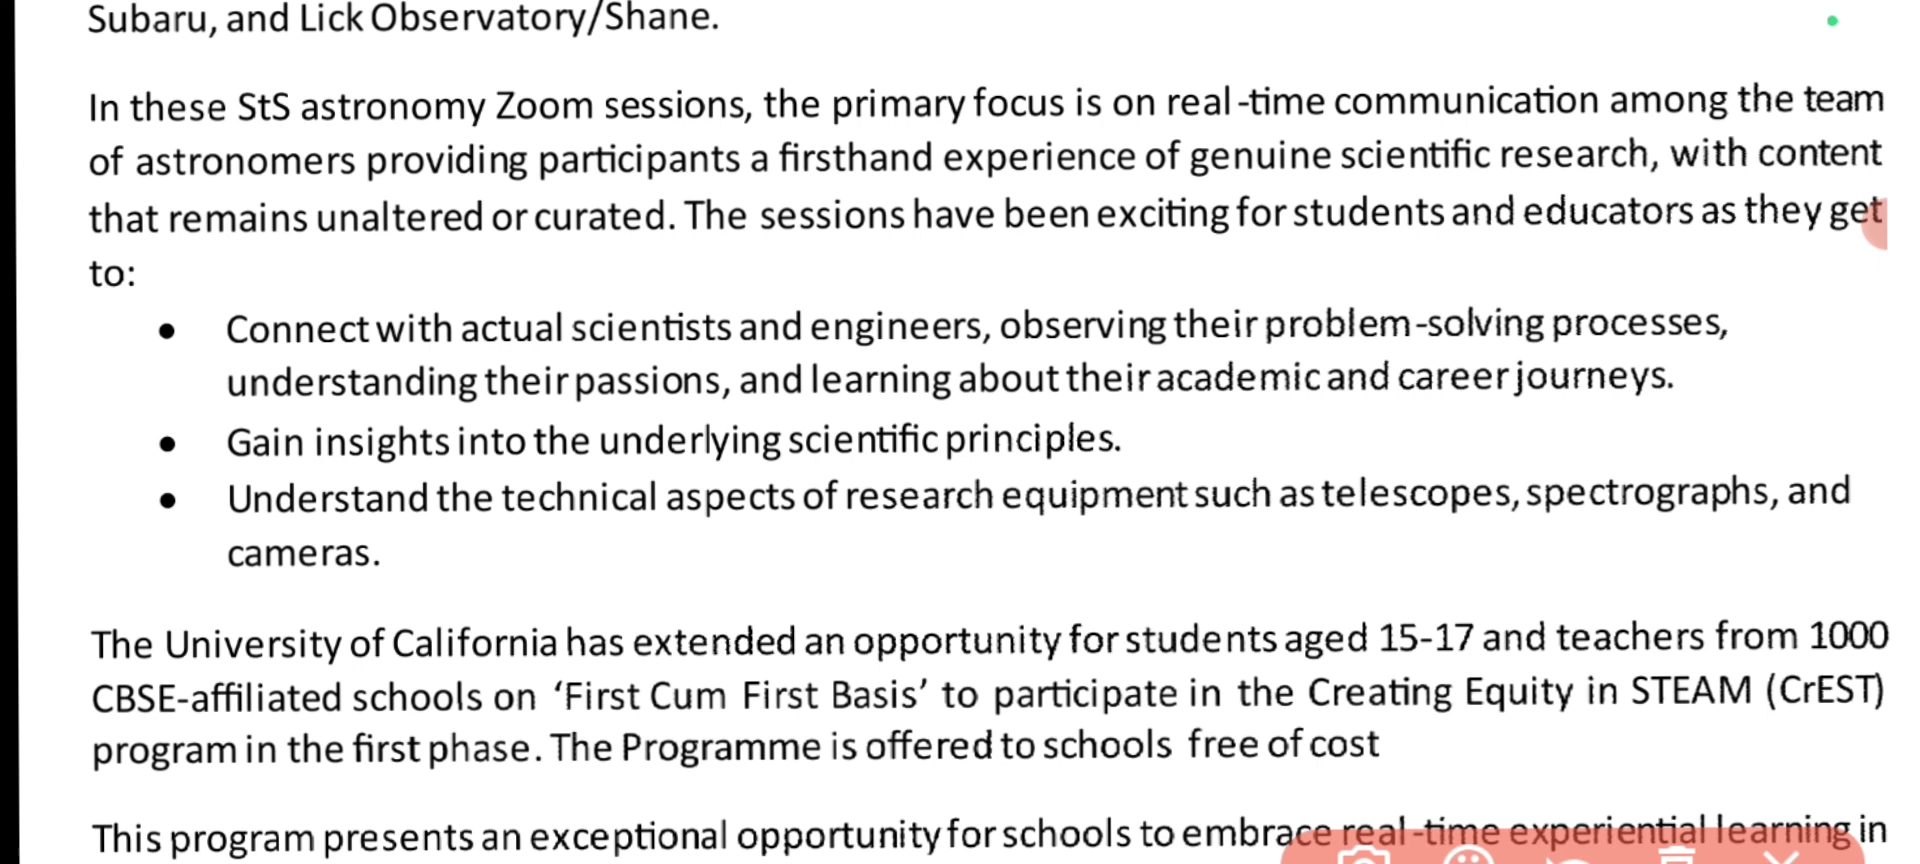 Subaru, and Lick Observatory/Shane.
In these StS astronomy Zoom sessions, the primary focus is on real-time communication among the team
of astronomers providing participants a firsthand experience of genuine scientific research, with content
that remains unaltered or curated. The sessions have been exciting for students and educators as they get
to:
• Connect with actual scientists and engineers, observing their problem-solving processes,
understanding their passions, and learning about their academic and career journeys.
• Gain insights into the underlying scientific principles.
• Understand the technical aspects of research equipment such as telescopes, spectrographs, and
cameras.
The University of California has extended an opportunity for students aged 15-17 and teachers from 1000
CBSE-affiliated schools on ‘First Cum First Basis’ to participate in the Creating Equity in STEAM (CrEST)
program in the first phase. The Programme is offered to schools free of cost
This program presents an exceptional opportunity for schools to embrace real-time experiential learning in